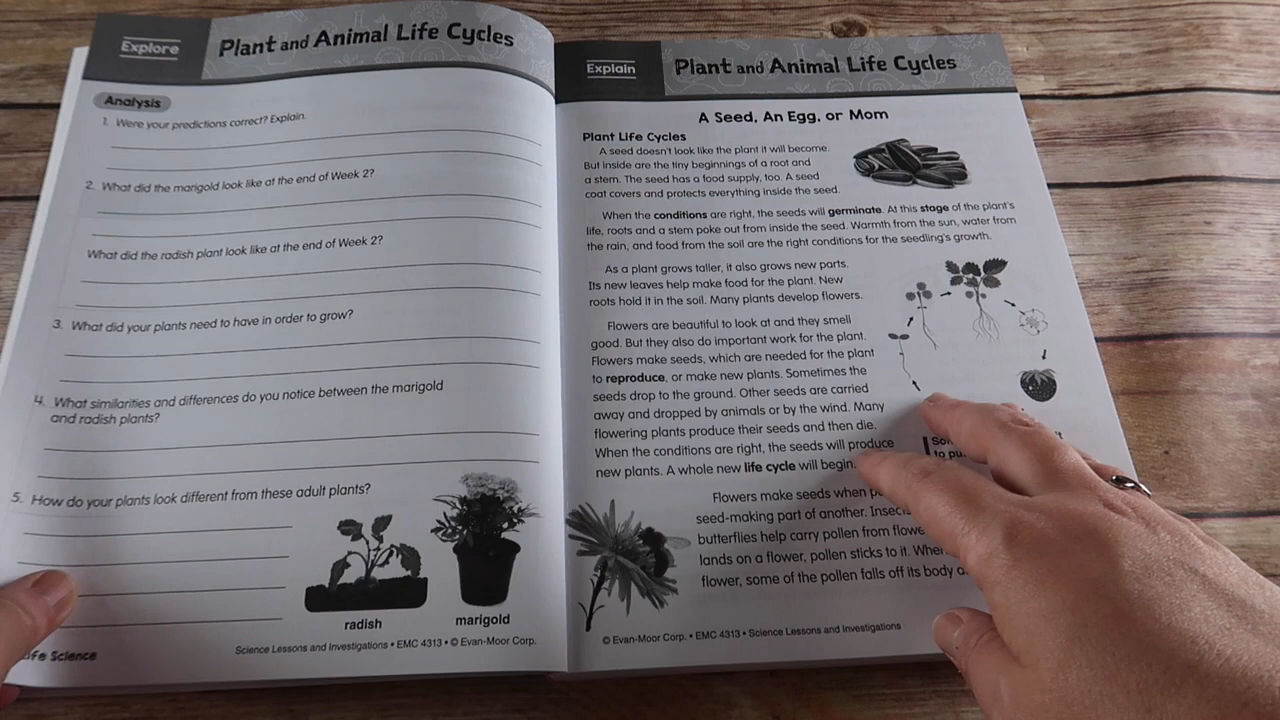 Explore
Plant and Animal Life Cycles
Analysis
1. Were your predictions correct? Explain.
2. What did the marigold look like at the end of Week 2?
What did the radish plant look like at the end of Week 2?
3. What did your plants need to have in order to grow?
4. What similarities and differences do you notice between the marigold
and radish plants?
5. How do your plants look different from these adult plants?
radish
marigold
Science Lessons and Investigations • EMC 4313 • © Evan-Moor Corp.
Life Science
Explain
Plant and Animal Life Cycles
A Seed, An Egg, or Mom
Plant Life Cycles
A seed doesn't look like the plant it will become.
But inside are the tiny beginnings of a root and
a stem. The seed has a food supply, too. A seed
coat covers and protects everything inside the seed.
When the conditions are right, the seeds will germinate. At this stage of the plant's
life, roots and a stem poke out from inside the seed. Warmth from the sun, water from
the rain, and food from the soil are the right conditions for the seedling's growth.
As a plant grows taller, it also grows new parts.
Its new leaves help make food for the plant. New
roots hold it in the soil. Many plants develop flowers.
Flowers are beautiful to look at and they smell
good. But they also do important work for the plant.
Flowers make seeds, which are needed for the plant
to reproduce, or make new plants. Sometimes the
seeds drop to the ground. Other seeds are carried
away and dropped by animals or by the wind. Many
flowering plants produce their seeds and then die.
When the conditions are right, the seeds will produce
new plants. A whole new life cycle will begin.
to
Flowers make seeds when
seed-making part of another.
butterflies help carry pollen from
lands on a flower, pollen sticks to it.
flower, some of the pollen falls off its body
© Evan-Moor Corp. • EMC 4313 • Science Lessons and Investigations